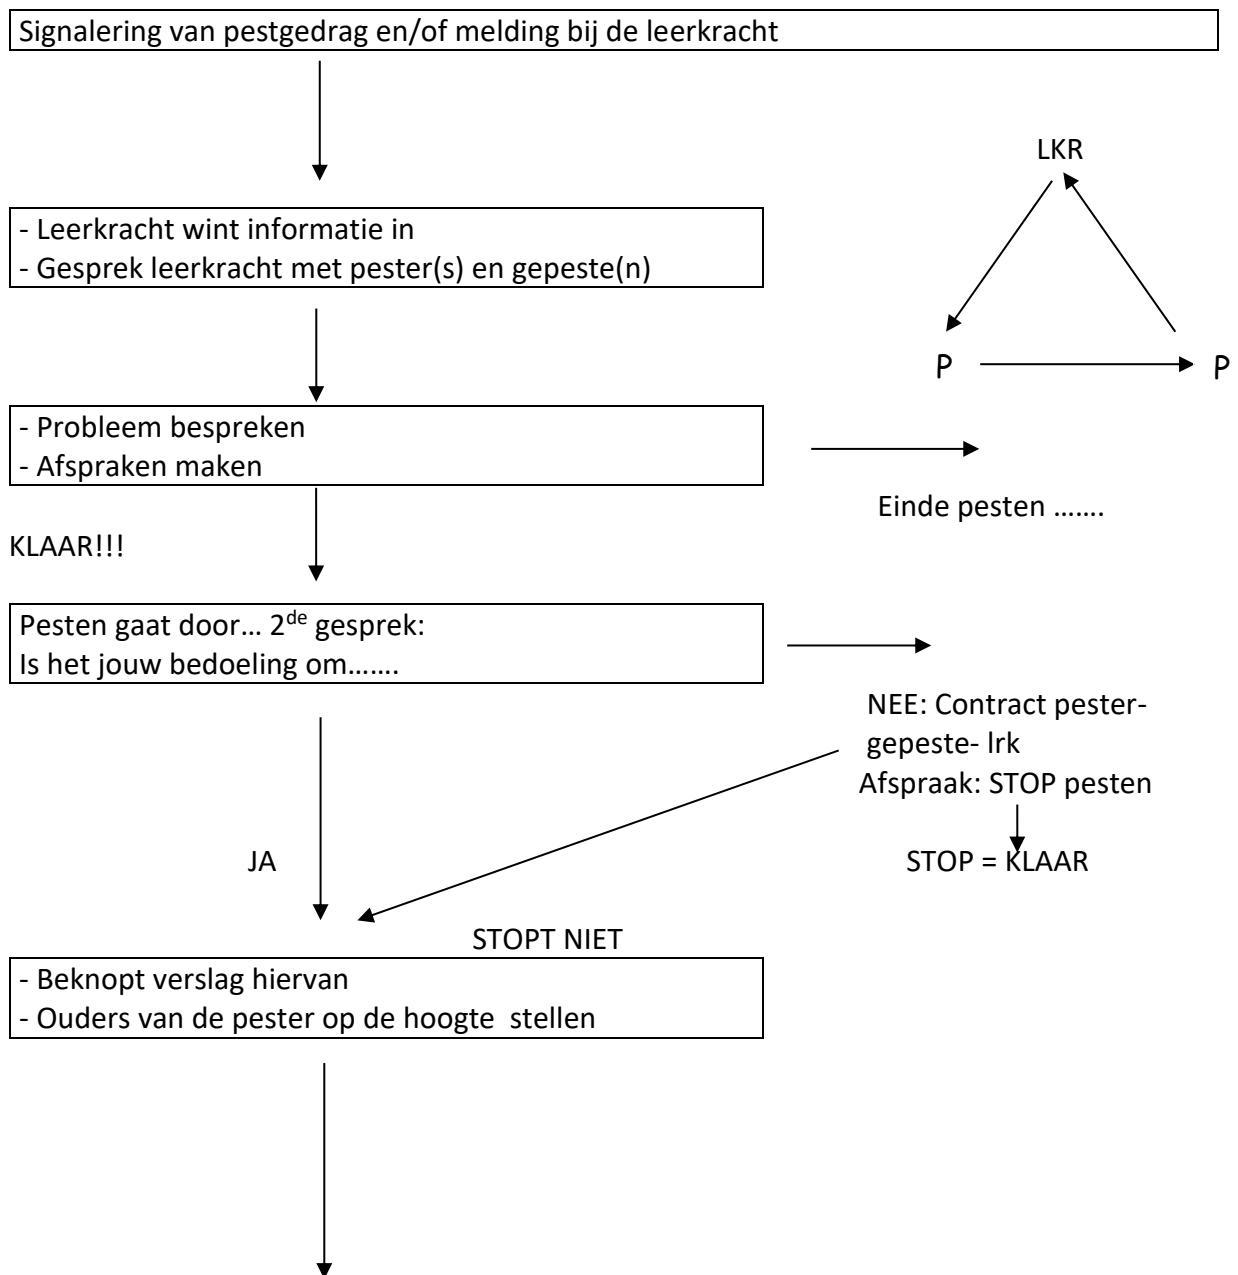 Signalering van pestgedrag en/of melding bij de leerkracht
LKR
- Leerkracht wint informatie in
- Gesprek leerkracht met pester(s) en gepeste(n)
P P
- Probleem bespreken
- Afspraken maken
Einde pesten …….
KLAAR!!!
Pesten gaat door… 2de gesprek:
Is het jouw bedoeling om…….
NEE: Contract pester-
gepeste- lrk
Afspraak: STOP pesten
JA
STOP = KLAAR
STOPT NIET
- Beknopt verslag hiervan
- Ouders van de pester op de hoogte  stellen